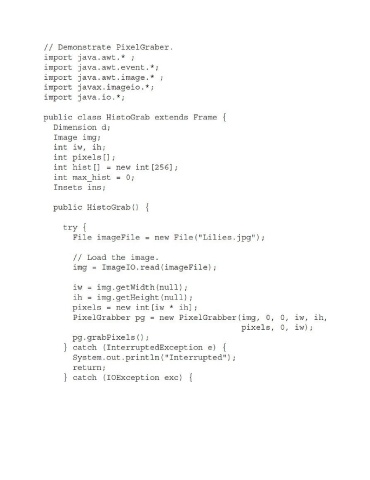 // Demonstrate PixelGraber.
import java.awt.* ;
import java.awt.event.*;
import java.awt.image.* ;
import javax.imageio.*;
import java.io.*;
public class HistoGrab extends Frame {
Dimension d;
Image img;
int iw, ih;
int pixels[];
int hist[] = new int[256];
int max_hist = 0;
Insets ins;
public HistoGrab() {
try {
File imageFile = new File("Lilies.jpg");
// Load the image.
img = ImageIO.read(imageFile);
iw = img.getWidth(null);
ih = img.getHeight(null);
pixels = new int[iw * ih];
PixelGrabber pg = new PixelGrabber(img, 0, 0, iw, ih,
pixels, 0, iw);
pg.grabPixels();
} catch (InterruptedException e) {
System.out.println("Interrupted");
return;
} catch (IOException exc) {